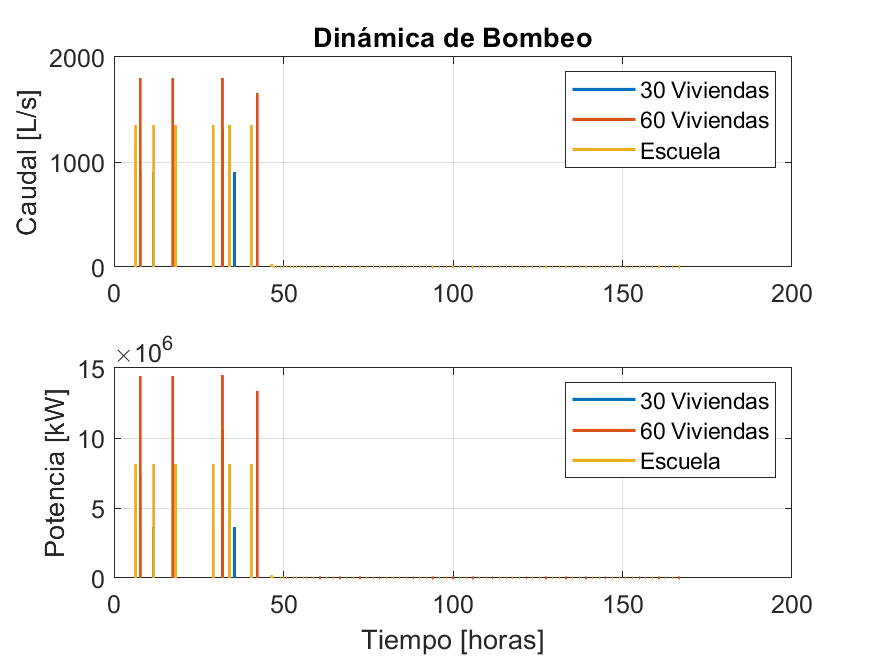 Dinámica de Bombeo
Caudal [L/s]
2000
1000
0
0 50 100 150 200
30 Viviendas
60 Viviendas
Escuela
×10⁶
Potencia [kW]
15
10
5
0
0 50 100 150 200
30 Viviendas
60 Viviendas
Escuela
Tiempo [horas]